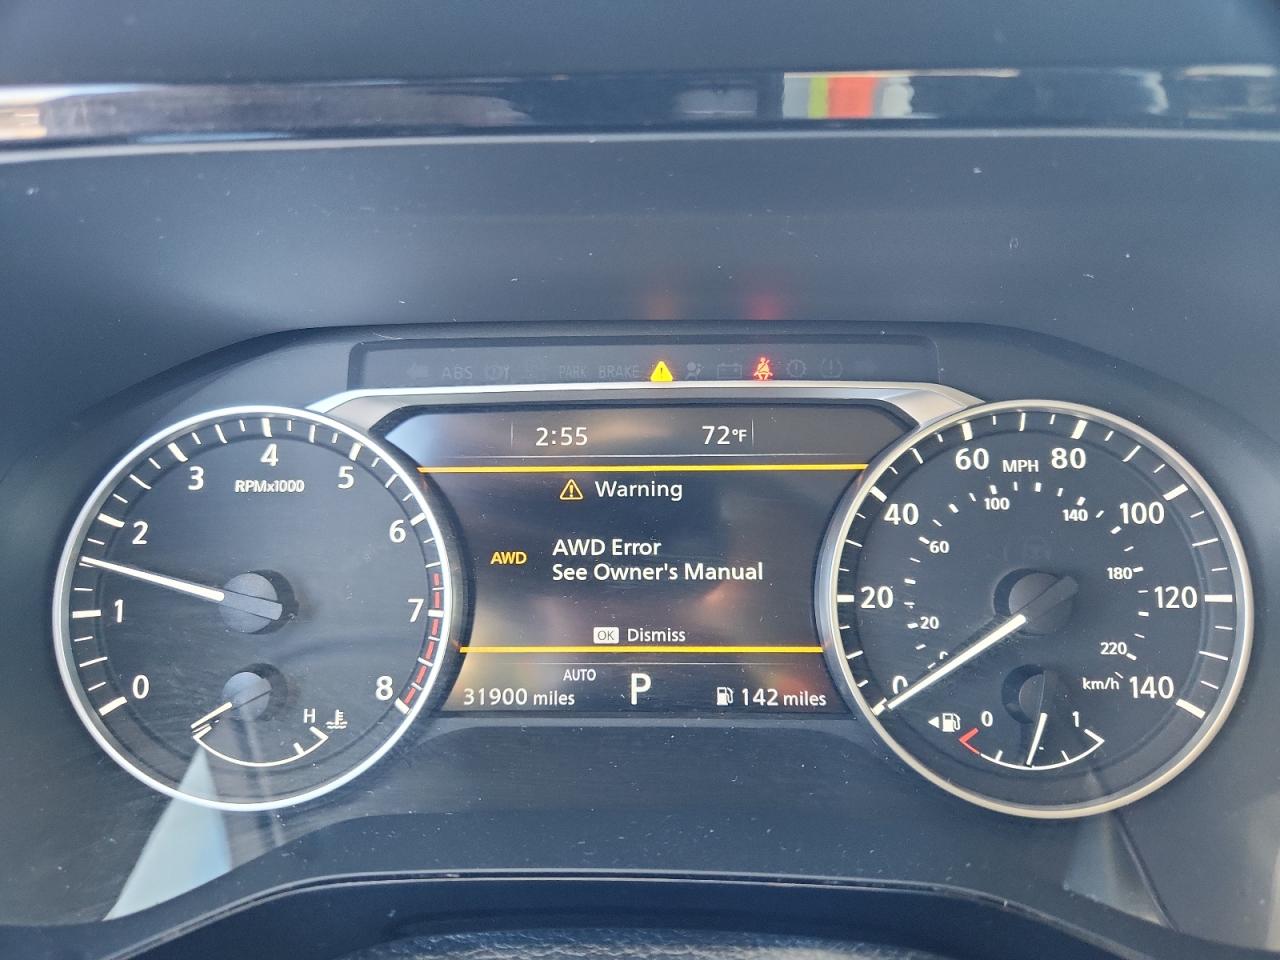 ABS
PARK BRAKE
2:55 72°F
Warning
AWD AWD Error
See Owner's Manual
OK Dismiss
AUTO
31900 miles P 142 miles
0 1 2 3 4 5 6 7 8
RPMx1000
H
0 20 40 60 80 100 120 140
MPH
0 20 60 100 140 180 220
km/h
0 1